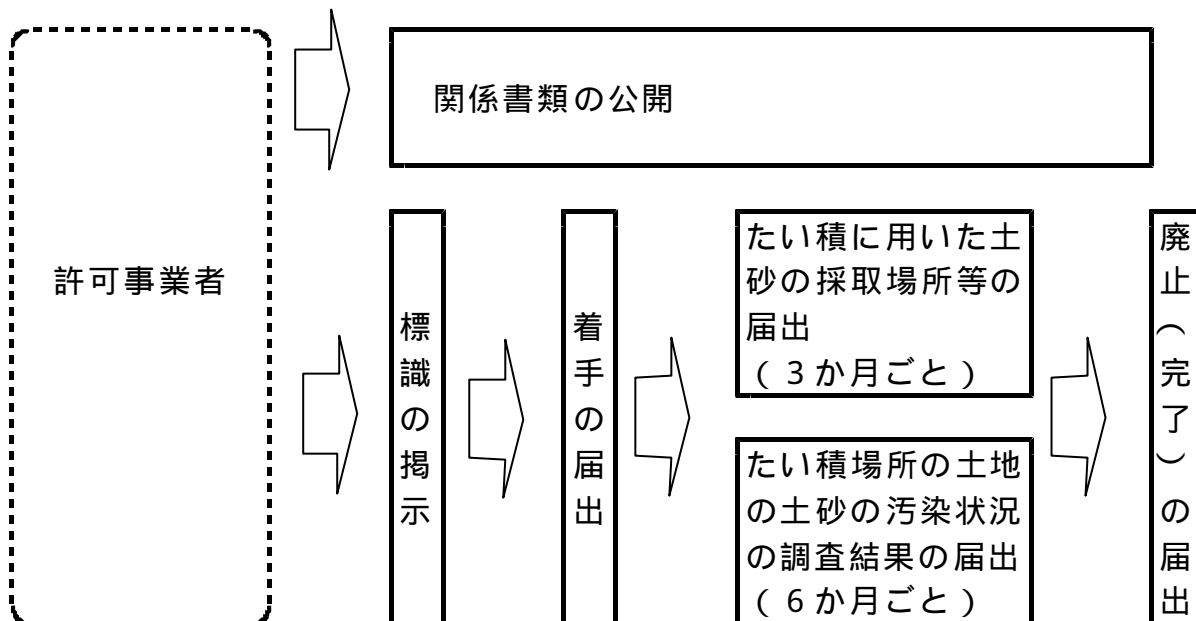 関係書類の公開
許可事業者
標識の掲示
着手の届出
たい積に用いた土
砂の採取場所等の
届出
(3か月ごと)
たい積場所の土地
の土砂の汚染状況
の調査結果の届出
(6か月ごと)
廃止(完了)の届出